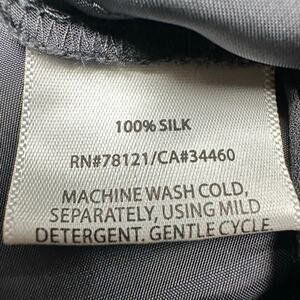 100% SILK
RN#78121/CA#34460
MACHINE WASH COLD,
SEPARATELY, USING MILD
DETERGENT. GENTLE CYCLE.